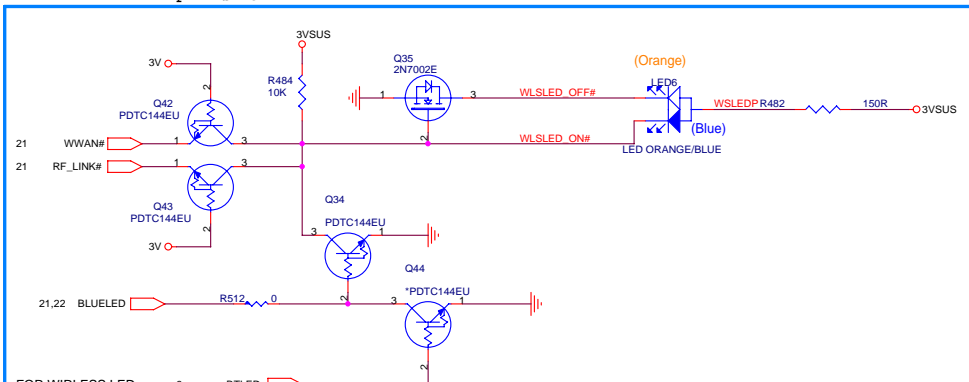 3VSUS
3V
Q35
2N7002E
(Orange)
R484
10K
LED6
2
Q42
PDTC144EU
1
3
WLSLED_OFF#
WSLEDP
R482
150R
3VSUS
(Blue)
21
WWAN#
1
3
2
WLSLED_ON#
LED ORANGE/BLUE
21
RF_LINK#
1
3
Q43
PDTC144EU
Q34
PDTC144EU
2
3V
3
1
Q44
*PDTC144EU
21,22
BLUELED
R512
0
2
3
1
2